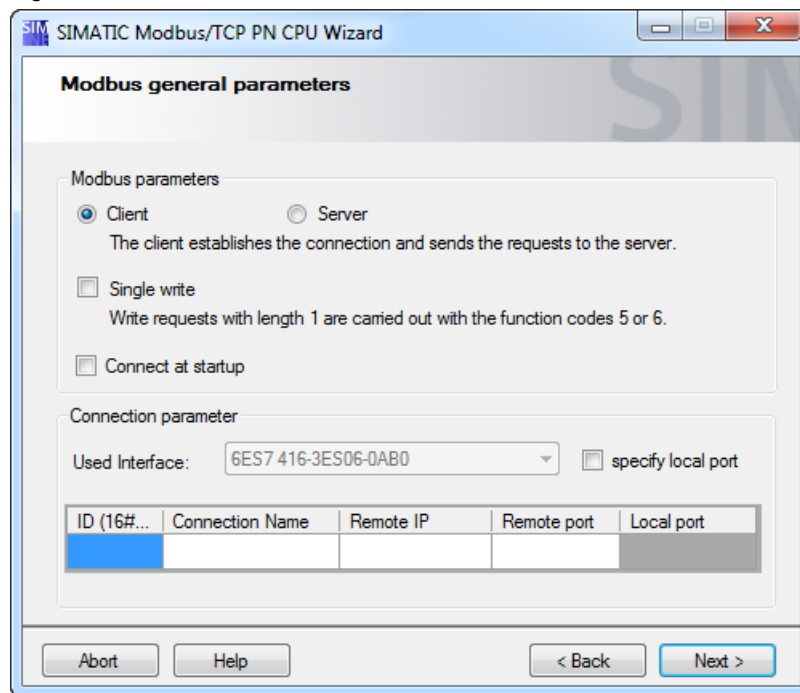 SIM SIMATIC Modbus/TCP PN CPU Wizard
Modbus general parameters
SIN
Modbus parameters
Client Server
The client establishes the connection and sends the requests to the server.
Single write
Write requests with length 1 are carried out with the function codes 5 or 6.
Connect at startup
Connection parameter
Used Interface: 6ES7 416-3ES06-0AB0 specify local port
ID (16#... Connection Name Remote IP Remote port Local port
Abort Help < Back Next >